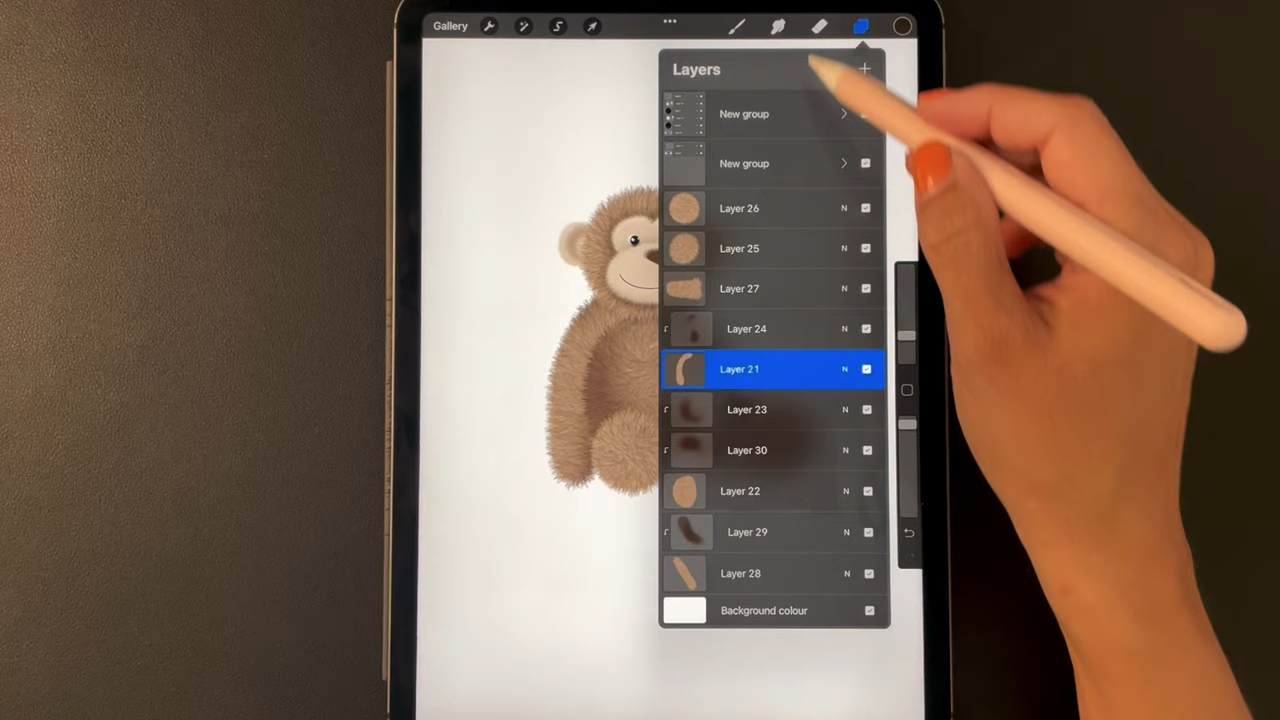 Gallery
Layers
New group
New group
Layer 26 N
Layer 25 N
Layer 27 N
Layer 24 N
Layer 21 N
Layer 23 N
Layer 30 N
Layer 22 N
Layer 29 N
Layer 28 N
Background colour